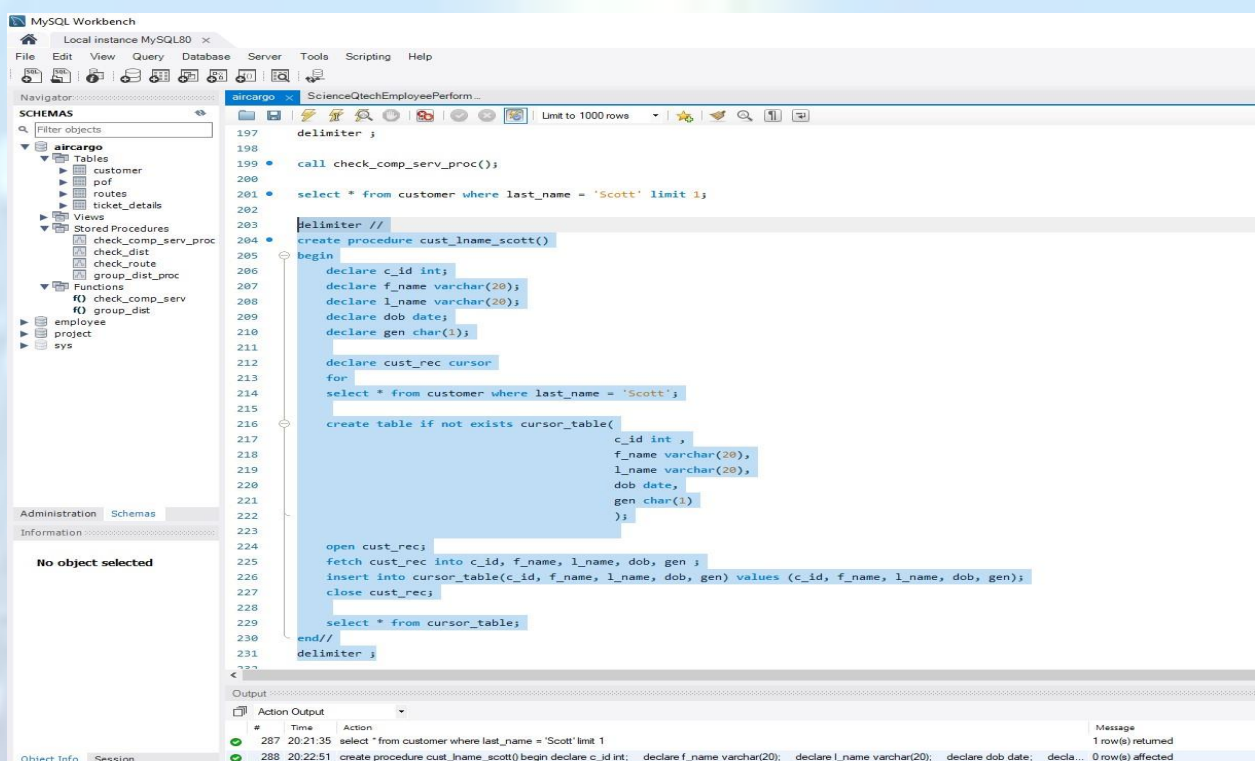 MySQL Workbench
Local instance MySQL80 ×
File Edit View Query Database Server Tools Scripting Help
Navigator
SCHEMAS
Filter objects
aircargo
Tables
customer
pof
routes
ticket_details
Views
Stored Procedures
check_comp_serv_proc
check_dist
check_route
group_dist_proc
Functions
f() check_comp_serv
f() group_dist
employee
project
sys
Administration Schemas
Information
No object selected
Object Info Session
aircargo × ScienceQtechEmployeePerform...
Limit to 1000 rows
197 delimiter ;
198
199 call check_comp_serv_proc();
200
201 select * from customer where last_name = 'Scott' limit 1;
202
203 delimiter //
204 create procedure cust_lname_scott()
205 begin
206 declare c_id int;
207 declare f_name varchar(20);
208 declare l_name varchar(20);
209 declare dob date;
210 declare gen char(1);
211
212 declare cust_rec cursor
213 for
214 select * from customer where last_name = 'Scott';
215
216 create table if not exists cursor_table(
217 c_id int ,
218 f_name varchar(20),
219 l_name varchar(20),
220 dob date,
221 gen char(1)
222 );
223
224 open cust_rec;
225 fetch cust_rec into c_id, f_name, l_name, dob, gen ;
226 insert into cursor_table(c_id, f_name, l_name, dob, gen) values (c_id, f_name, l_name, dob, gen);
227 close cust_rec;
228
229 select * from cursor_table;
230 end//
231 delimiter ;
232
Output
Action Output
# Time Action Message
287 20:21:35 select * from customer where last_name = 'Scott' limit 1 1 row(s) returned
288 20:22:51 create procedure cust_lname_scott() begin declare c_id int; declare f_name varchar(20); declare l_name varchar(20); declare dob date; decla... 0 row(s) affected